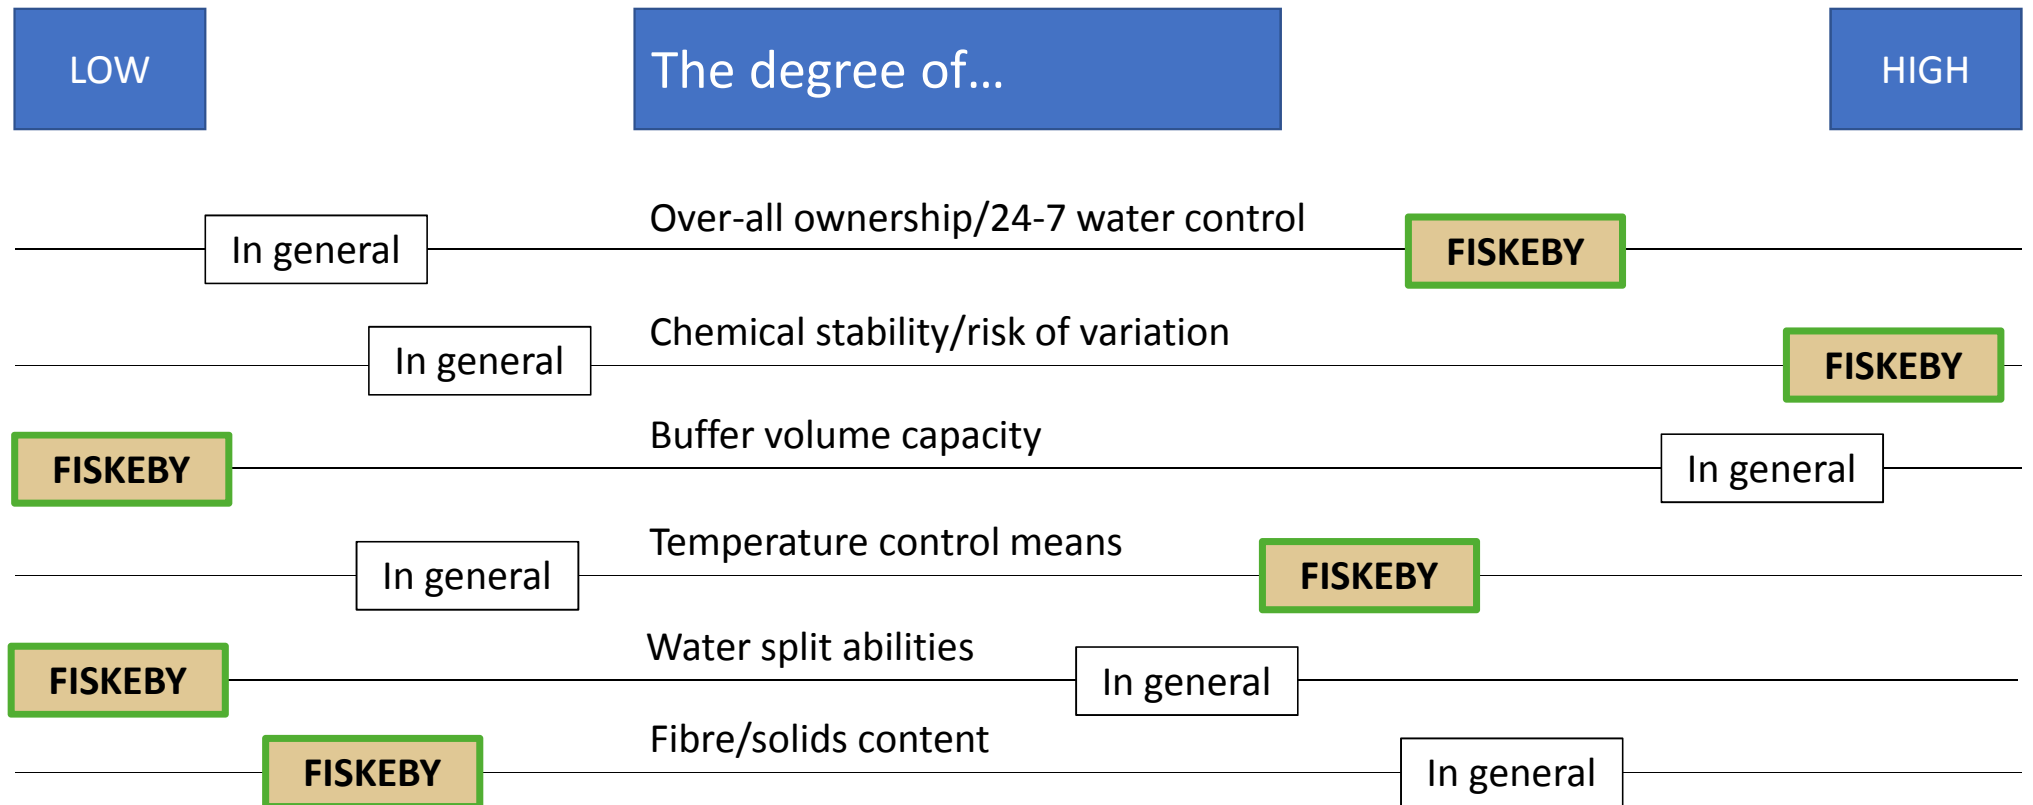 LOW
The degree of...
HIGH
Over-all ownership/24-7 water control
In general
FISKEBY
Chemical stability/risk of variation
In general
FISKEBY
Buffer volume capacity
FISKEBY
In general
Temperature control means
In general
FISKEBY
Water split abilities
FISKEBY
In general
Fibre/solids content
FISKEBY
In general